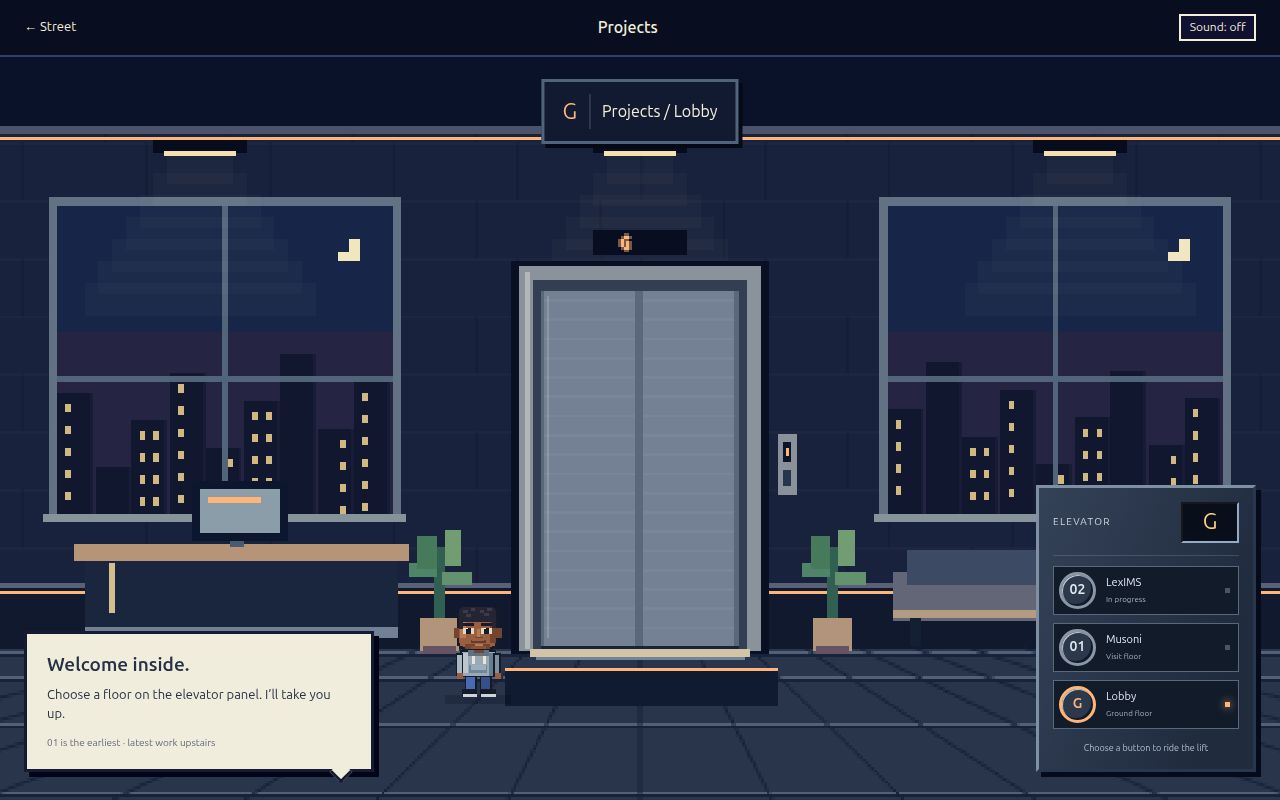 ← Street
Projects
Sound: off
G Projects / Lobby
G
ELEVATOR
G
02 LexIMS
In progress
01 Musoni
Visit floor
G Lobby
Ground floor
Choose a button to ride the lift
Welcome inside.
Choose a floor on the elevator panel. I’ll take you
up.
01 is the earliest · latest work upstairs